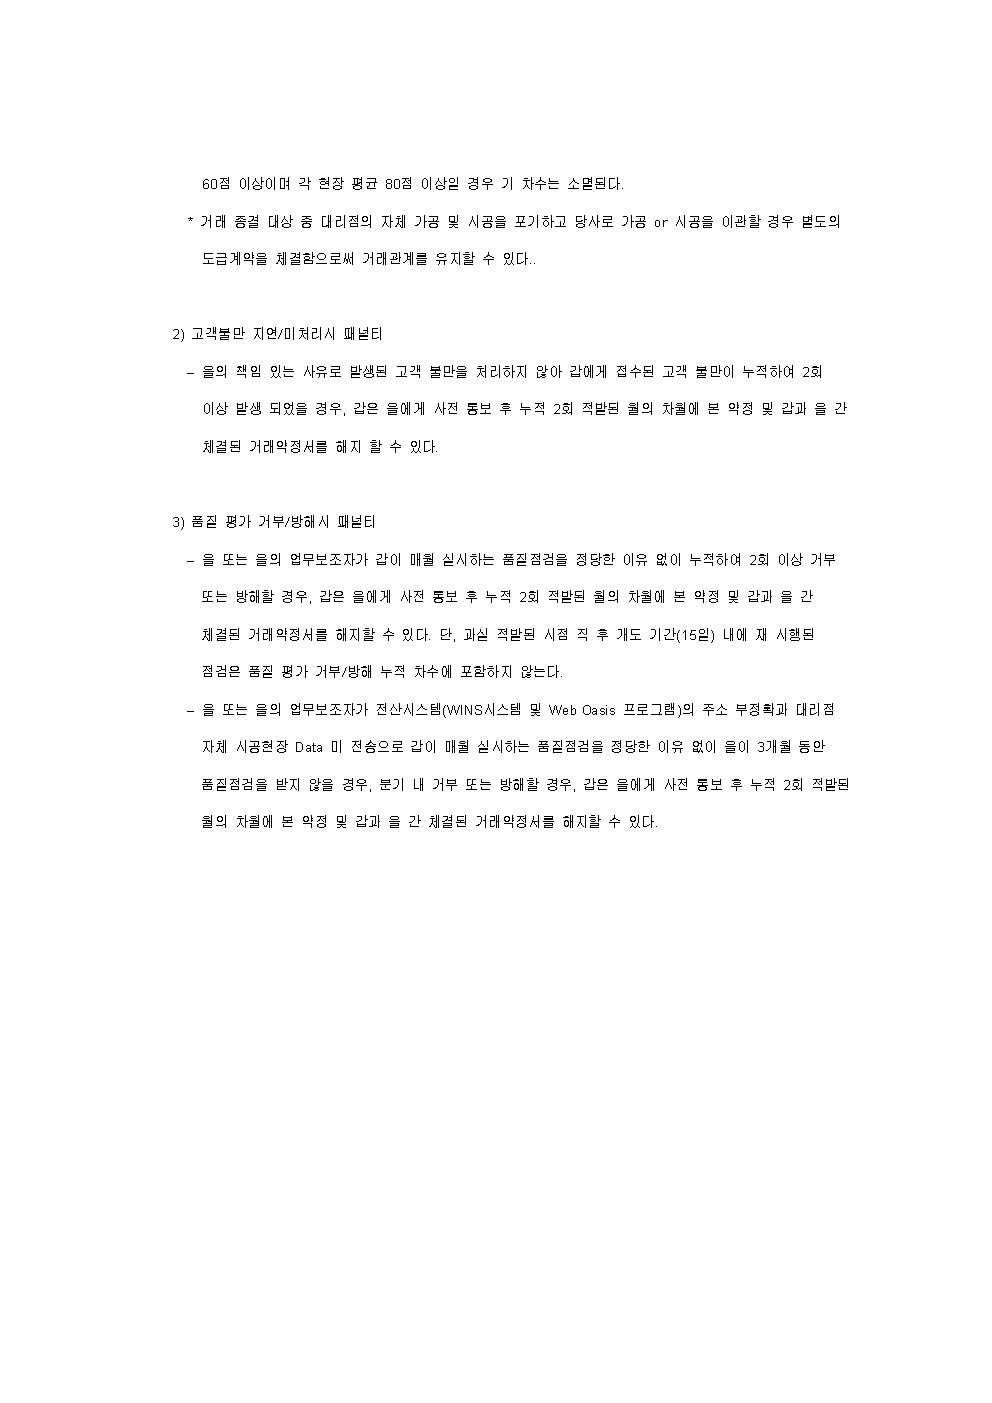 60점 이상이며 각 현장 평균 80점 이상일 경우 기 차수는 소멸된다.
* 거래 종결 대상 중 대리점의 자체 가공 및 시공을 포기하고 당사로 가공 or 시공을 이관할 경우 별도의
도급계약을 체결함으로써 거래관계를 유지할 수 있다..
2) 고객불만 지연/미처리시 패널티
– 을의 책임 있는 사유로 발생된 고객 불만을 처리하지 않아 갑에게 접수된 고객 불만이 누적하여 2회
이상 발생 되었을 경우, 갑은 을에게 사전 통보 후 누적 2회 적발된 월의 차월에 본 약정 및 갑과 을 간
체결된 거래약정서를 해지 할 수 있다.
3) 품질 평가 거부/방해시 패널티
– 을 또는 을의 업무보조자가 갑이 매월 실시하는 품질점검을 정당한 이유 없이 누적하여 2회 이상 거부
또는 방해할 경우, 갑은 을에게 사전 통보 후 누적 2회 적발된 월의 차월에 본 약정 및 갑과 을 간
체결된 거래약정서를 해지할 수 있다. 단, 과실 적발된 시점 직 후 개도 기간(15일) 내에 재 시행된
점검은 품질 평가 거부/방해 누적 차수에 포함하지 않는다.
– 을 또는 을의 업무보조자가 전산시스템(WINS시스템 및 Web Oasis 프로그램)의 주소 부정확과 대리점
자체 시공현장 Data 미 전송으로 갑이 매월 실시하는 품질점검을 정당한 이유 없이 을이 3개월 동안
품질점검을 받지 않을 경우, 분기 내 거부 또는 방해할 경우, 갑은 을에게 사전 통보 후 누적 2회 적발된
월의 차월에 본 약정 및 갑과 을 간 체결된 거래약정서를 해지할 수 있다.